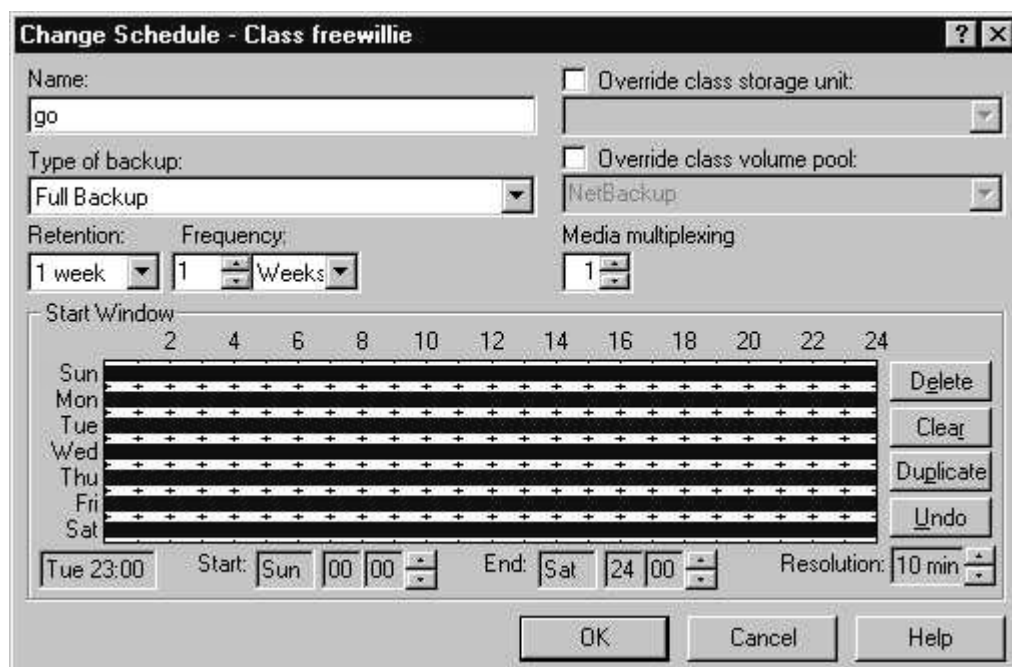 Change Schedule - Class freewillie
Name:
go
Override class storage unit:
Type of backup:
Full Backup
Override class volume pool:
NetBackup
Retention:
1 week
Frequency:
1
Weeks
Media multiplexing
1
Start Window
2 4 6 8 10 12 14 16 18 20 22 24
Sun
Mon
Tue
Wed
Thu
Fri
Sat
Delete
Clear
Duplicate
Undo
Tue 23:00
Start: Sun 00 00
End: Sat 24 00
Resolution: 10 min
OK
Cancel
Help